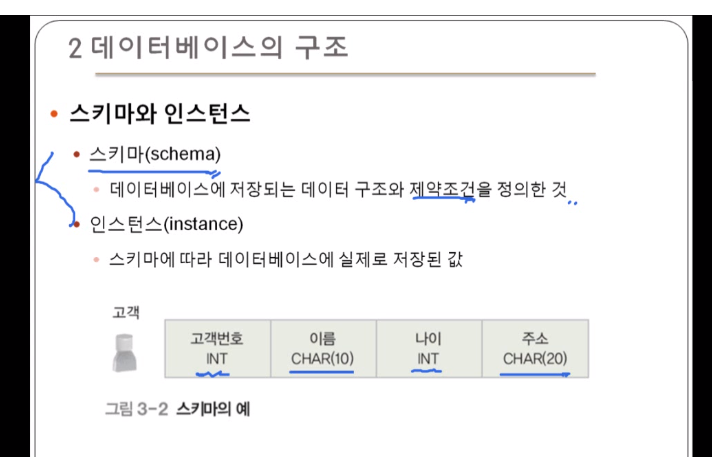 2 데이터베이스의 구조
• 스키마와 인스턴스
• 스키마(schema)
• 데이터베이스에 저장되는 데이터 구조와 제약조건을 정의한 것
• 인스턴스(instance)
• 스키마에 따라 데이터베이스에 실제로 저장된 값
고객
고객번호 이름 나이 주소
INT CHAR(10) INT CHAR(20)
그림 3-2 스키마의 예